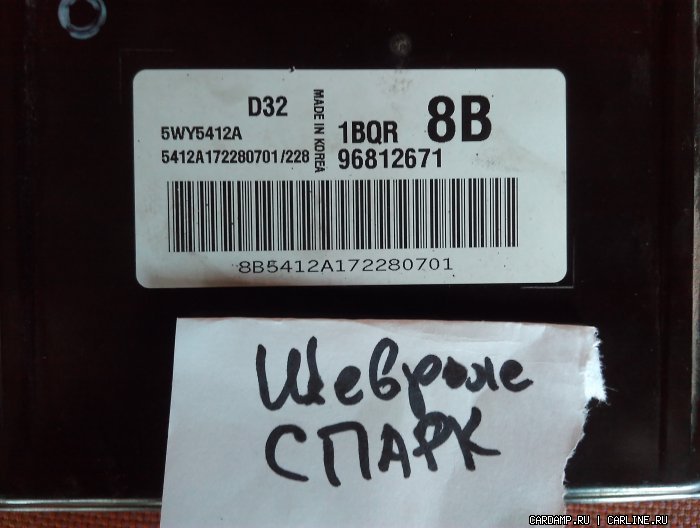 D32
5WY5412A
5412A172280701/228
MADE IN KOREA
1BQR 8B
96812671
8B5412A172280701
Шевроле
СПАРК
CARDAMP.RU | CARLINE.RU